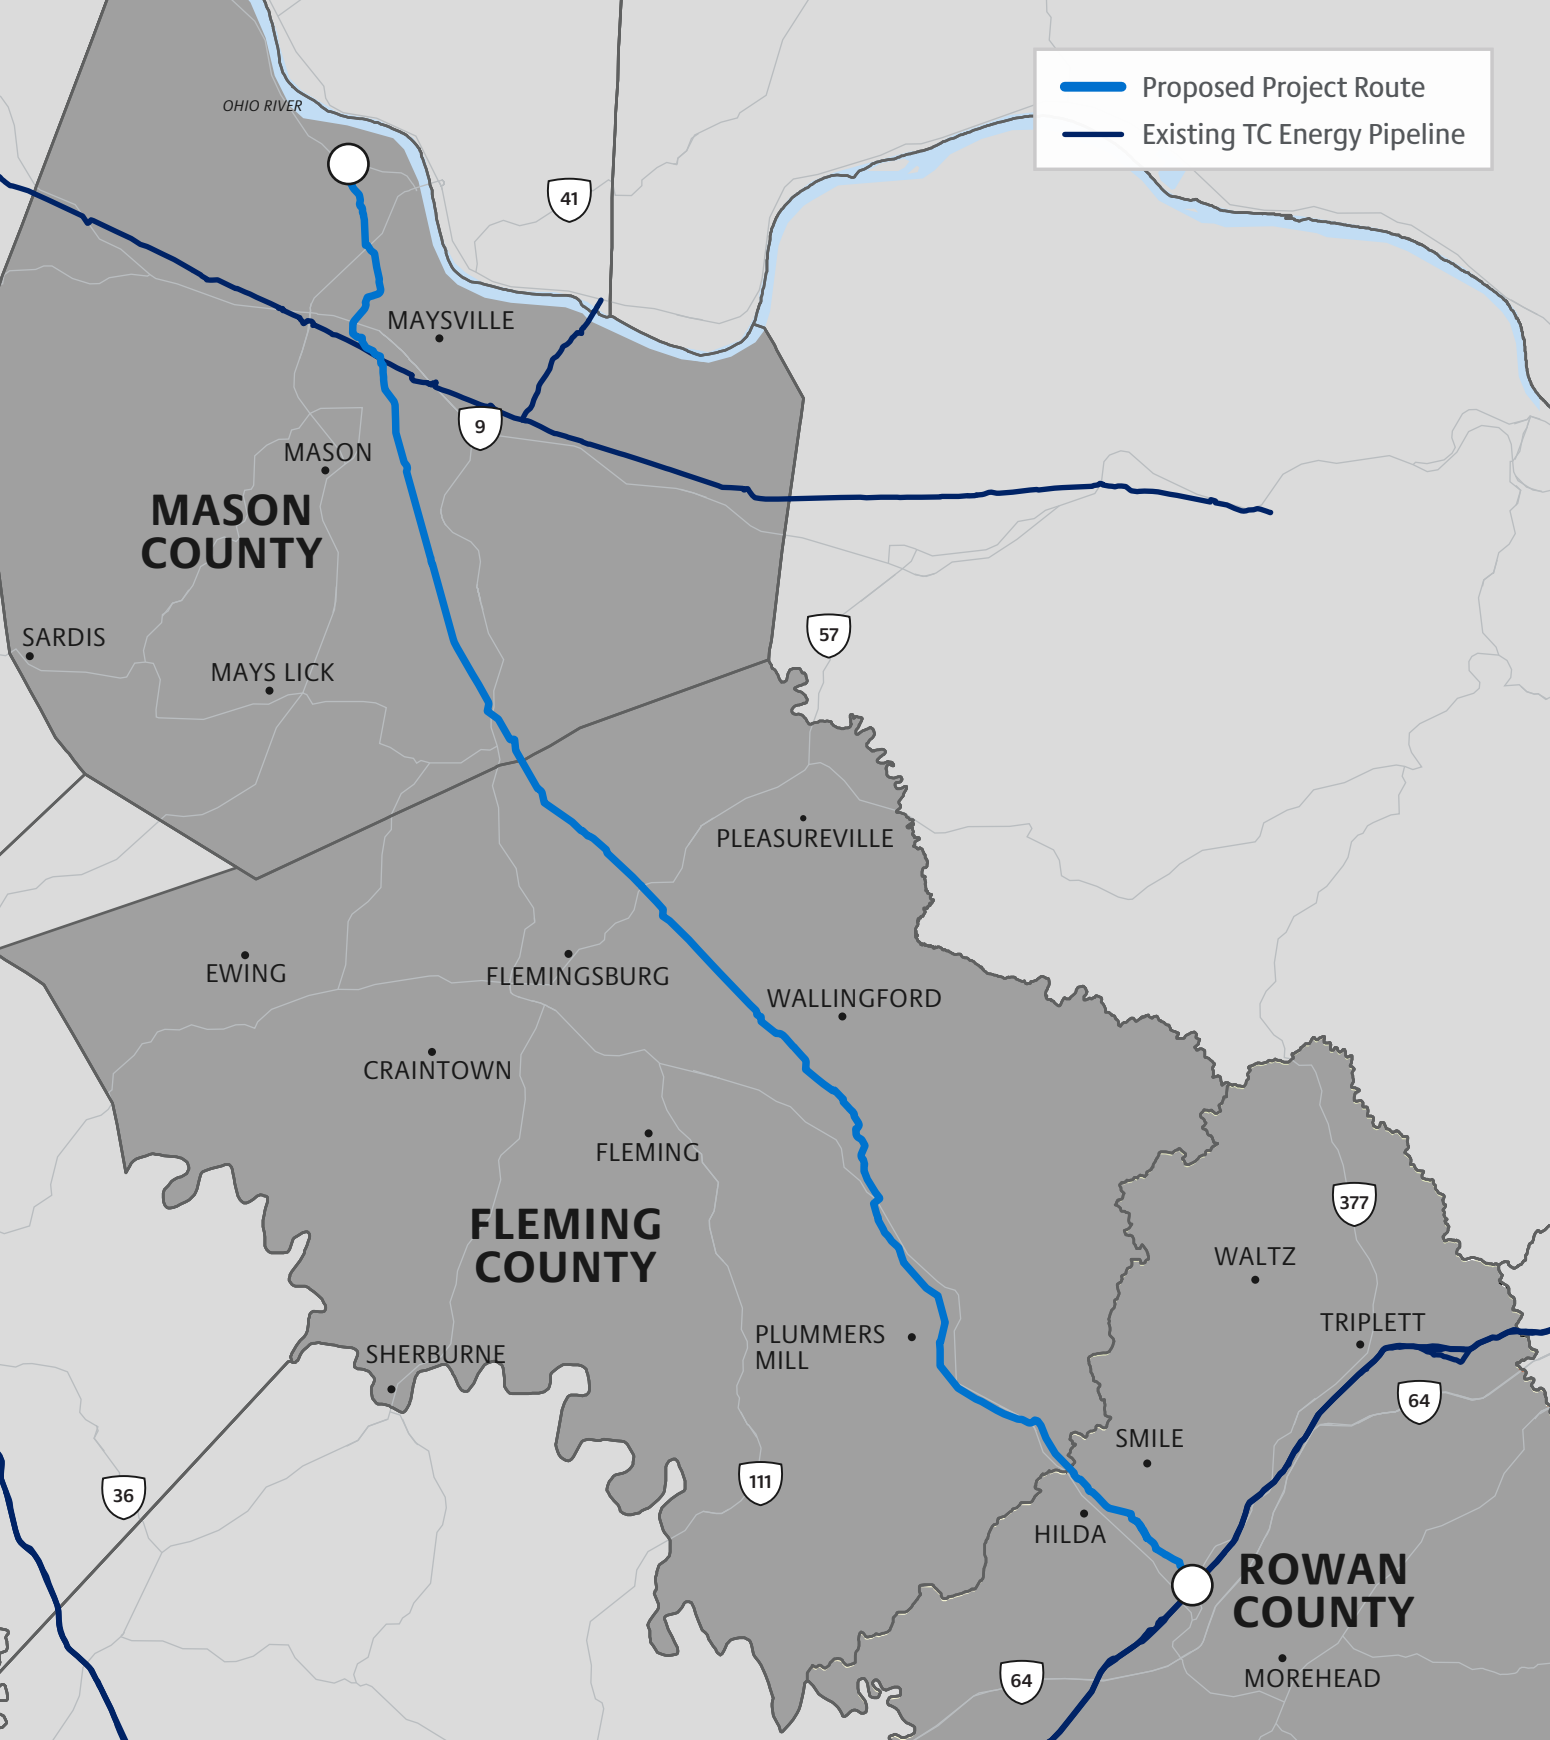 Proposed Project Route
Existing TC Energy Pipeline
OHIO RIVER
41
MAYSVILLE
9
MASON
MASON
COUNTY
57
SARDIS
MAYS LICK
PLEASUREVILLE
EWING
FLEMINGSBURG
WALLINGFORD
CRAINTOWN
FLEMING
377
FLEMING
COUNTY
WALTZ
TRIPLETT
PLUMMERS
MILL
SHERBURNE
64
SMILE
111
36
HILDA
ROWAN
COUNTY
64
MOREHEAD